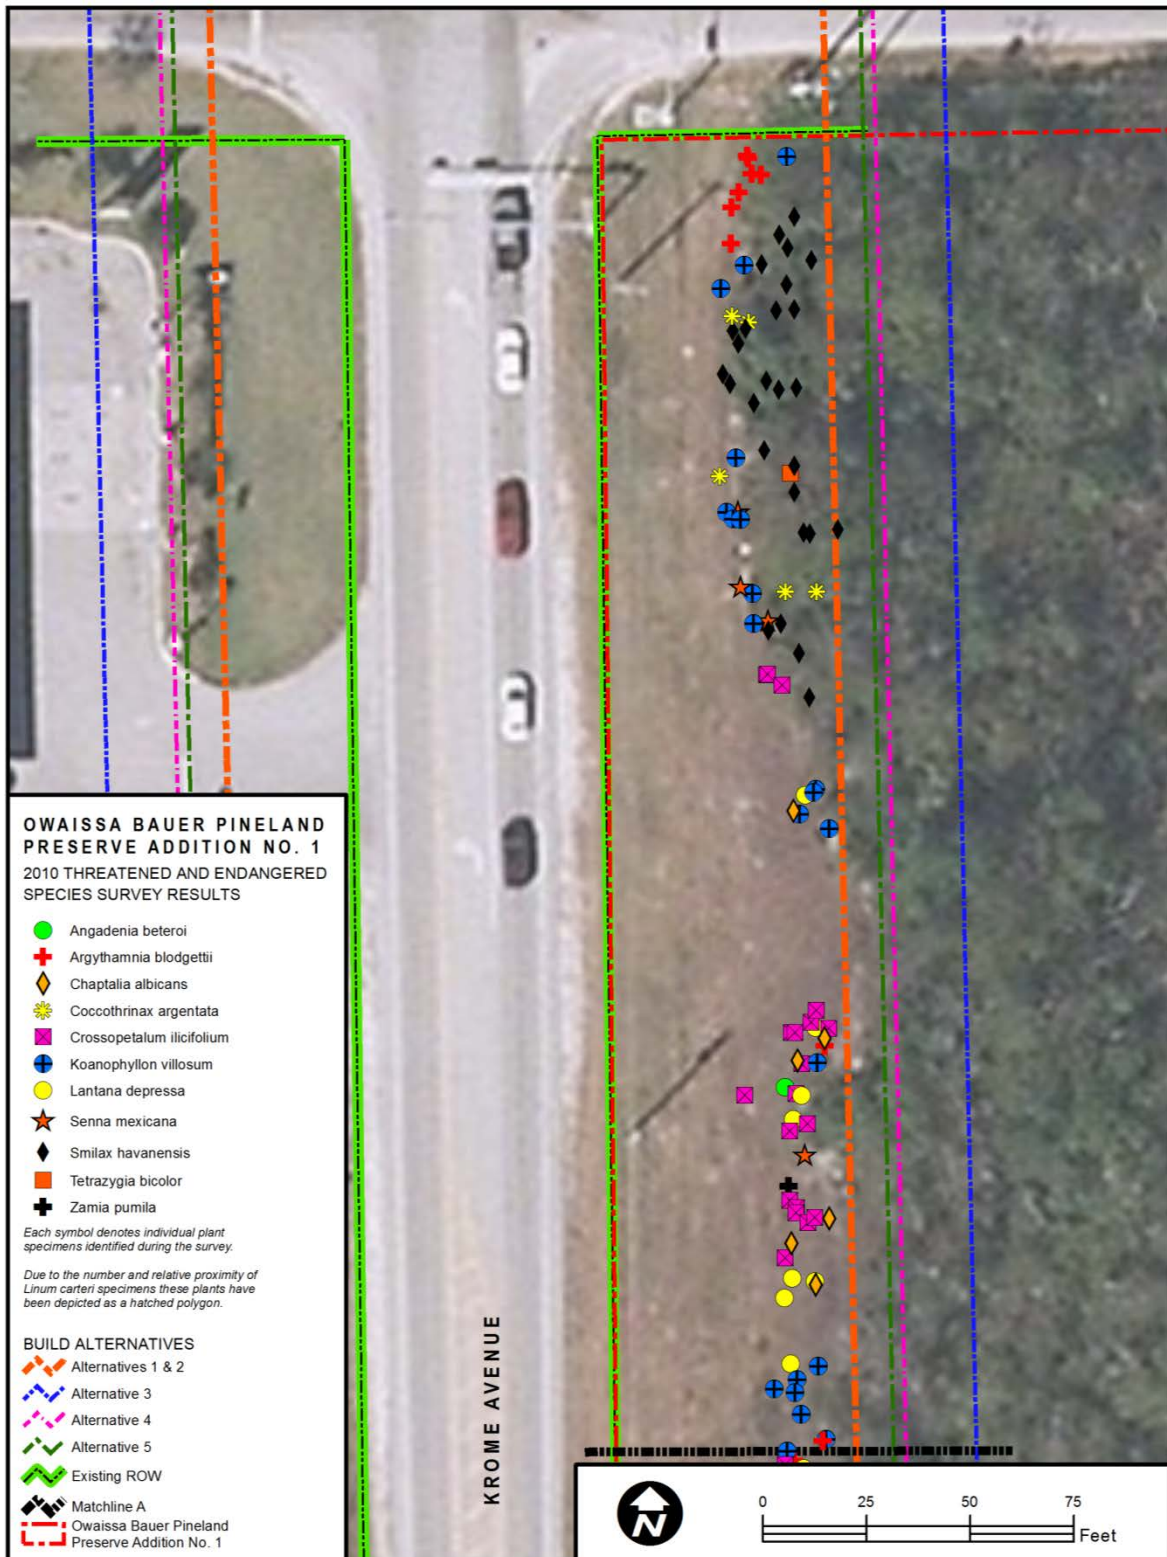 OWAISSA BAUER PINELAND
PRESERVE ADDITION NO. 1
2010 THREATENED AND ENDANGERED
SPECIES SURVEY RESULTS
Angadenia beteroi
Argythamnia blodgettii
Chaptalia albicans
Coccothrinax argentata
Crossopetalum ilicifolium
Koanophyllon villosum
Lantana depressa
Senna mexicana
Smilax havanensis
Tetrazygia bicolor
Zamia pumila
Each symbol denotes individual plant
specimens identified during the survey.
Due to the number and relative proximity of
Linum carteri specimens these plants have
been depicted as a hatched polygon.
BUILD ALTERNATIVES
Alternatives 1 & 2
Alternative 3
Alternative 4
Alternative 5
Existing ROW
Matchline A
Owaissa Bauer Pineland
Preserve Addition No. 1
KROME AVENUE
N
0 25 50 75
Feet